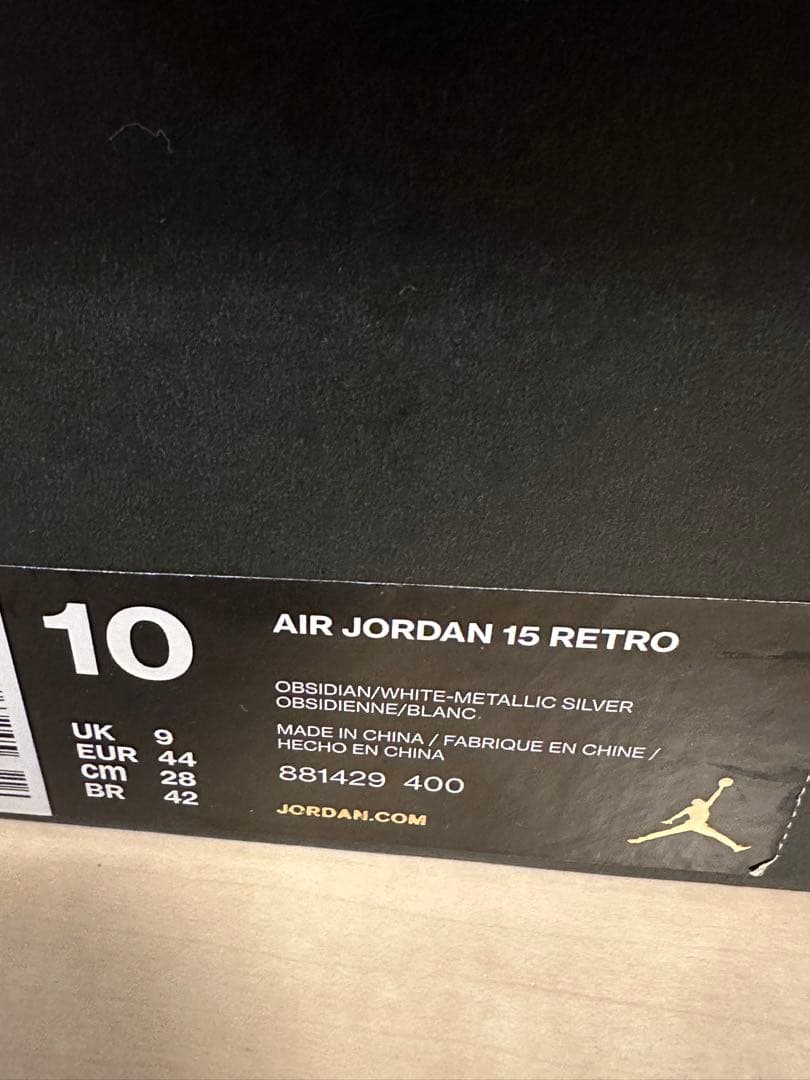 10
UK 9
EUR 44
cm 28
BR 42
AIR JORDAN 15 RETRO
OBSIDIAN/WHITE-METALLIC SILVER
OBSIDIENNE/BLANC
MADE IN CHINA / FABRIQUE EN CHINE /
HECHO EN CHINA
881429 400
JORDAN.COM